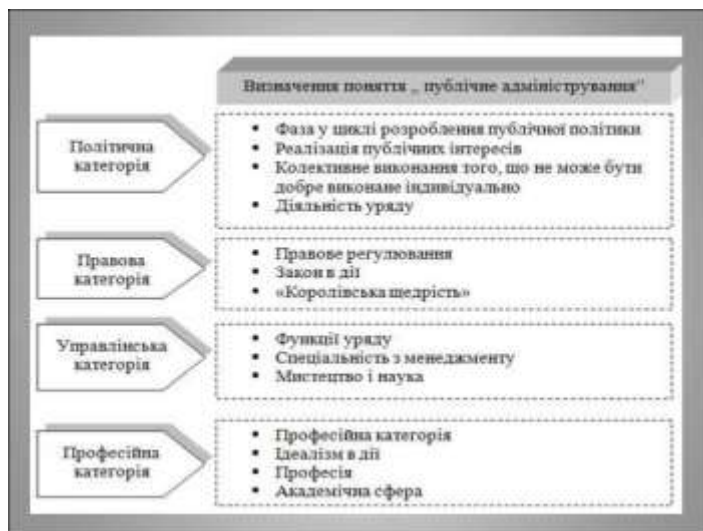 Визначення поняття „ публічне адміністрування”
Політична
категорія
▪ Фаза у циклі розроблення публічної політики
▪ Реалізація публічних інтересів
▪ Колективне виконання того, що не може бути
добре виконане індивідуально
▪ Діяльність уряду
Правова
категорія
▪ Правове регулювання
▪ Закон в дії
▪ «Королівська щедрість»
Управлінська
категорія
▪ Функції уряду
▪ Спеціальність з менеджменту
▪ Мистецтво і наука
Професійна
категорія
▪ Професійна категорія
▪ Ідеалізм в дії
▪ Професія
▪ Академічна сфера